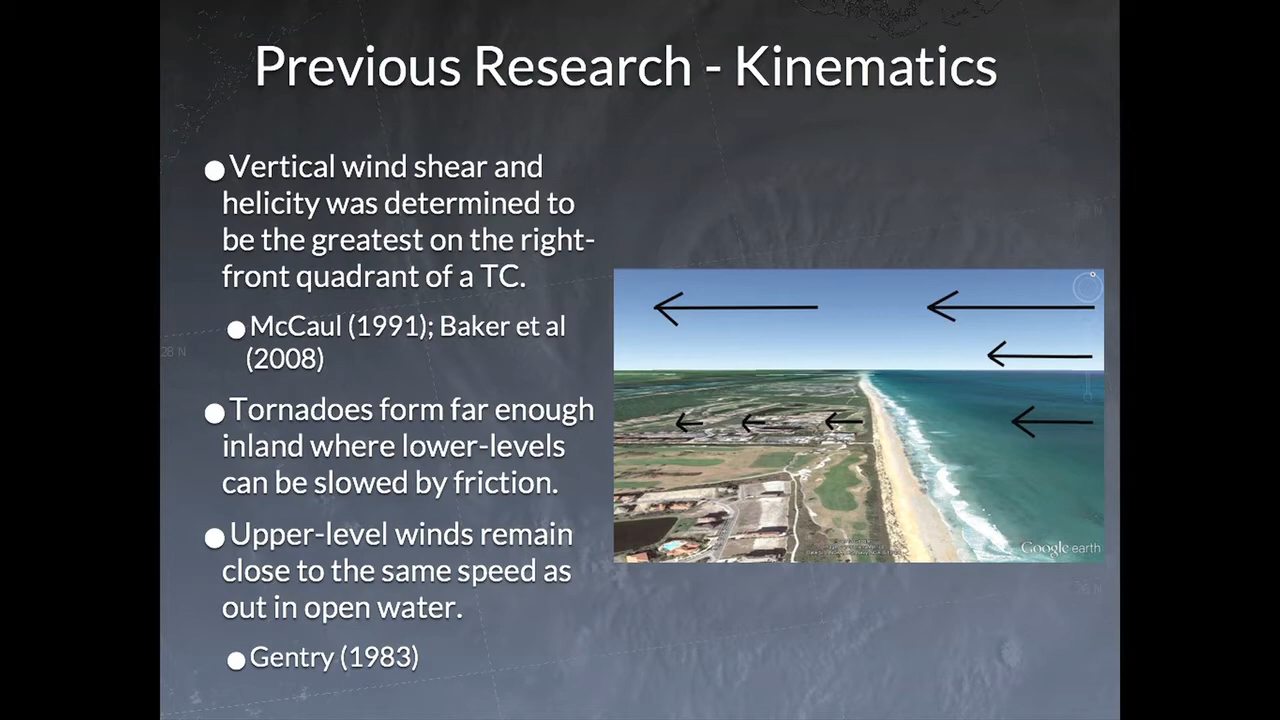 Previous Research - Kinematics
Vertical wind shear and
helicity was determined to
be the greatest on the right-
front quadrant of a TC.
McCaul (1991); Baker et al
(2008)
Tornadoes form far enough
inland where lower-levels
can be slowed by friction.
Upper-level winds remain
close to the same speed as
out in open water.
Gentry (1983)
Google earth
28 N